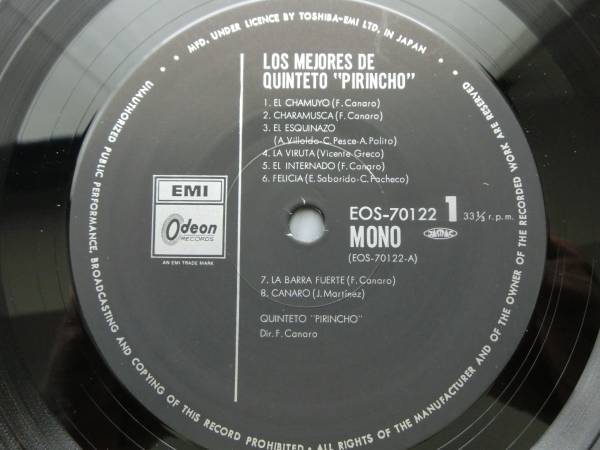 MFD. UNDER LICENCE BY TOSHIBA-EMI LTD. IN JAPAN
UNAUTHORIZED PUBLIC PERFORMANCE, BROADCASTING AND COPYING OF THIS RECORD PROHIBITED • ALL RIGHTS OF THE MANUFACTURER AND OF THE OWNER OF THE RECORDED WORK ARE RESERVED
LOS MEJORES DE
QUINTETO "PIRINCHO"
1. EL CHAMUYO (F. Canaro)
2. CHARAMUSCA (F. Canaro)
3. EL ESQUINAZO
(A. Villoldo-C. Pesce-A. Polito)
4. LA VIRUTA (Vicente Greco)
5. EL INTERNADO (F. Canaro)
6. FELICIA (E. Saborido-C. Pacheco)
EMI
Odeon
RECORDS
AN EMI TRADE MARK
EOS-70122 1 33⅓ r.p.m.
MONO JASRAC
(EOS-70122-A)
7. LA BARRA FUERTE (F. Canaro)
8. CANARO (J. Martínez)
QUINTETO "PIRINCHO"
Dir. F. Canaro